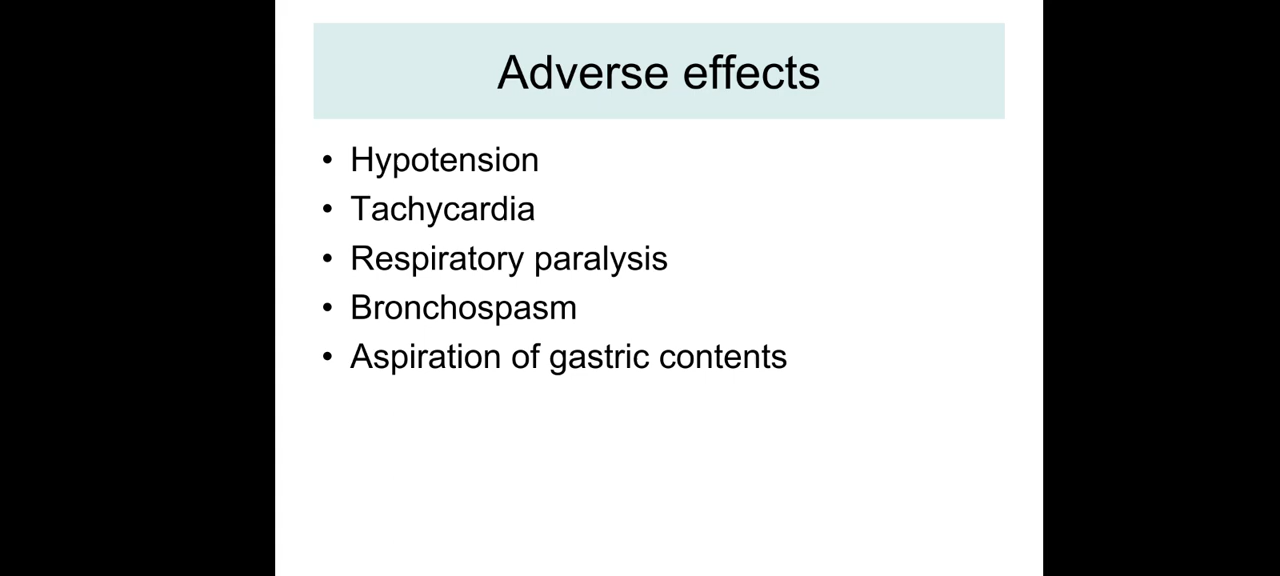 Adverse effects
• Hypotension
• Tachycardia
• Respiratory paralysis
• Bronchospasm
• Aspiration of gastric contents